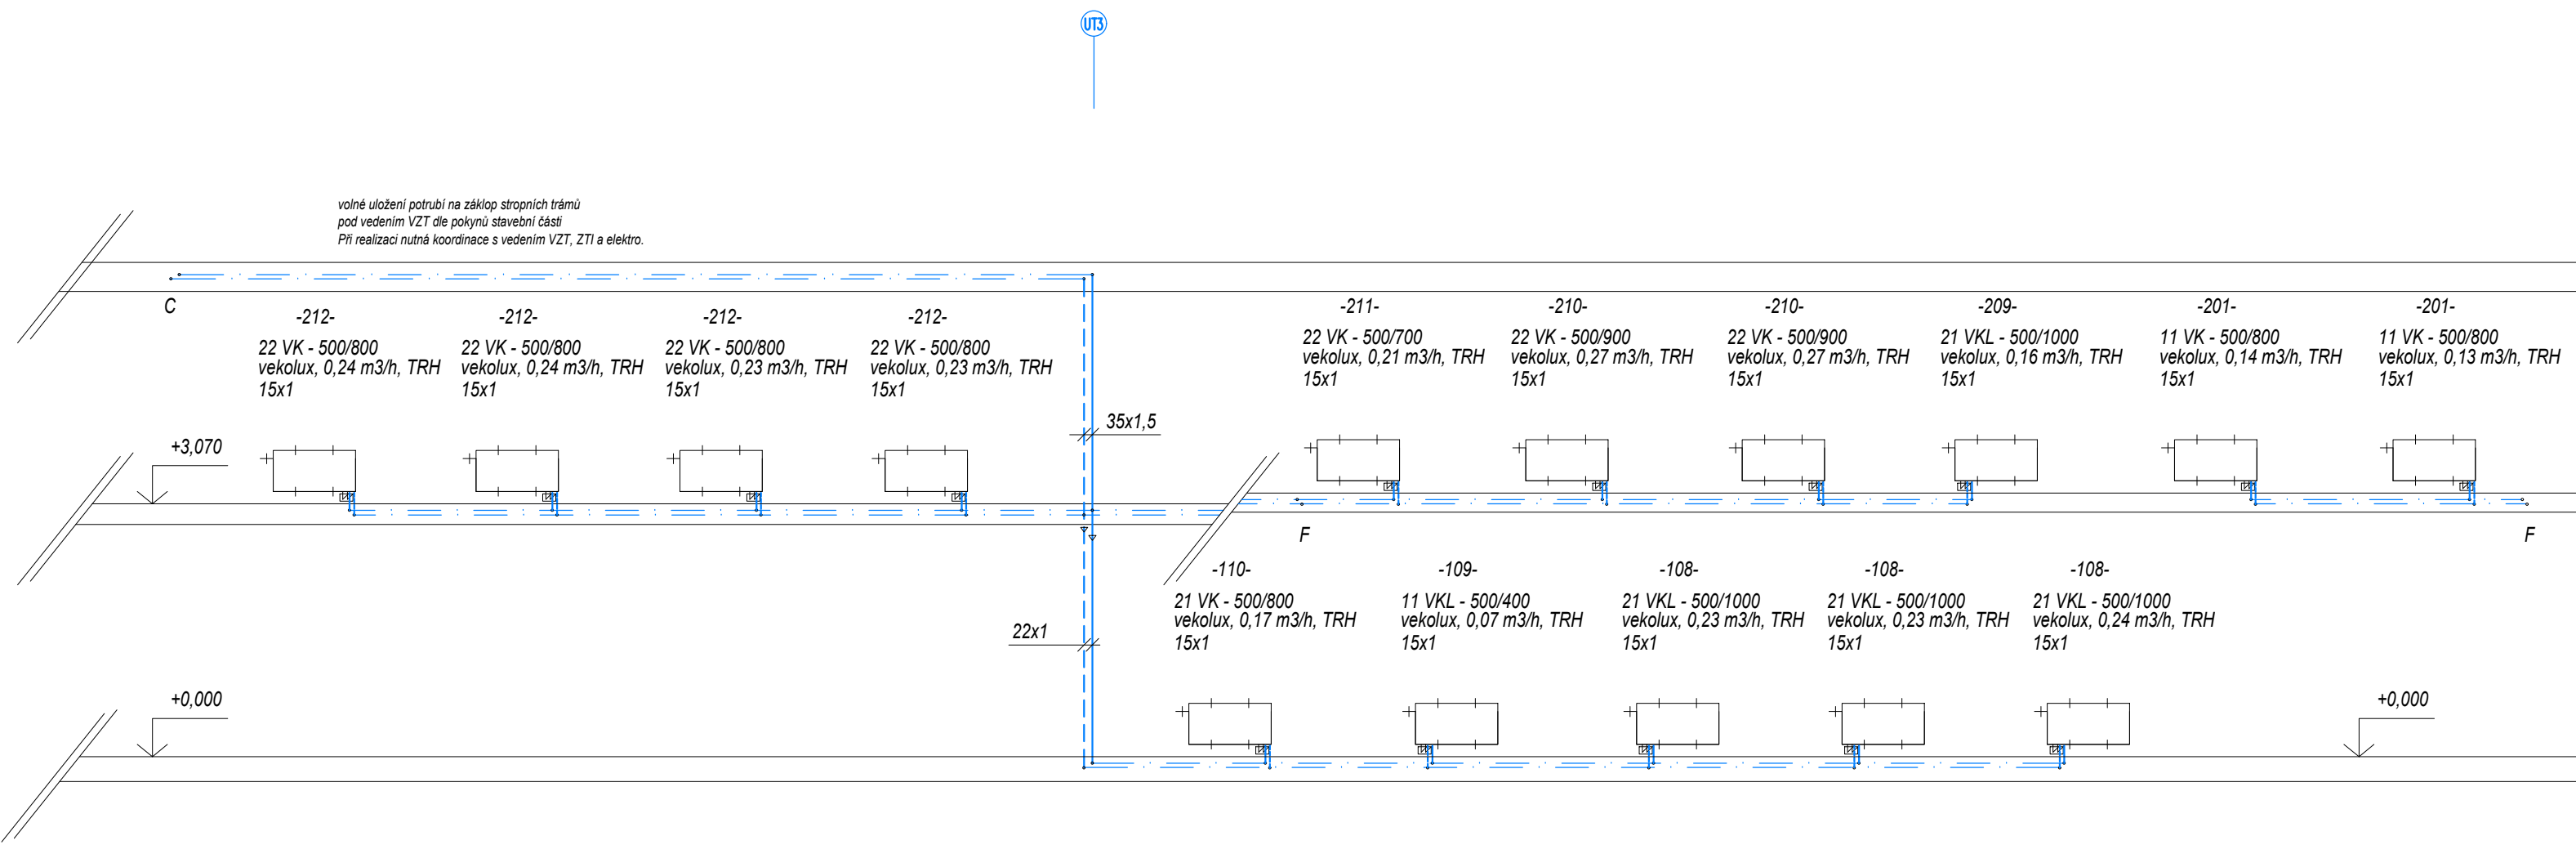 UT3
volné uložení potrubí na záklop stropních trámů
pod vedením VZT dle pokynů stavební části
Při realizaci nutná koordinace s vedením VZT, ZTI a elektro.
C
-212-
22 VK - 500/800
vekolux, 0,24 m3/h, TRH
15x1
-212-
22 VK - 500/800
vekolux, 0,24 m3/h, TRH
15x1
-212-
22 VK - 500/800
vekolux, 0,23 m3/h, TRH
15x1
-212-
22 VK - 500/800
vekolux, 0,23 m3/h, TRH
15x1
-211-
22 VK - 500/700
vekolux, 0,21 m3/h, TRH
15x1
-210-
22 VK - 500/900
vekolux, 0,27 m3/h, TRH
15x1
-210-
22 VK - 500/900
vekolux, 0,27 m3/h, TRH
15x1
-209-
21 VKL - 500/1000
vekolux, 0,16 m3/h, TRH
15x1
-201-
11 VK - 500/800
vekolux, 0,14 m3/h, TRH
15x1
-201-
11 VK - 500/800
vekolux, 0,13 m3/h, TRH
15x1
35x1,5
+3,070
F
F
-110-
21 VK - 500/800
vekolux, 0,17 m3/h, TRH
15x1
-109-
11 VKL - 500/400
vekolux, 0,07 m3/h, TRH
15x1
-108-
21 VKL - 500/1000
vekolux, 0,23 m3/h, TRH
15x1
-108-
21 VKL - 500/1000
vekolux, 0,23 m3/h, TRH
15x1
-108-
21 VKL - 500/1000
vekolux, 0,24 m3/h, TRH
15x1
22x1
+0,000
+0,000